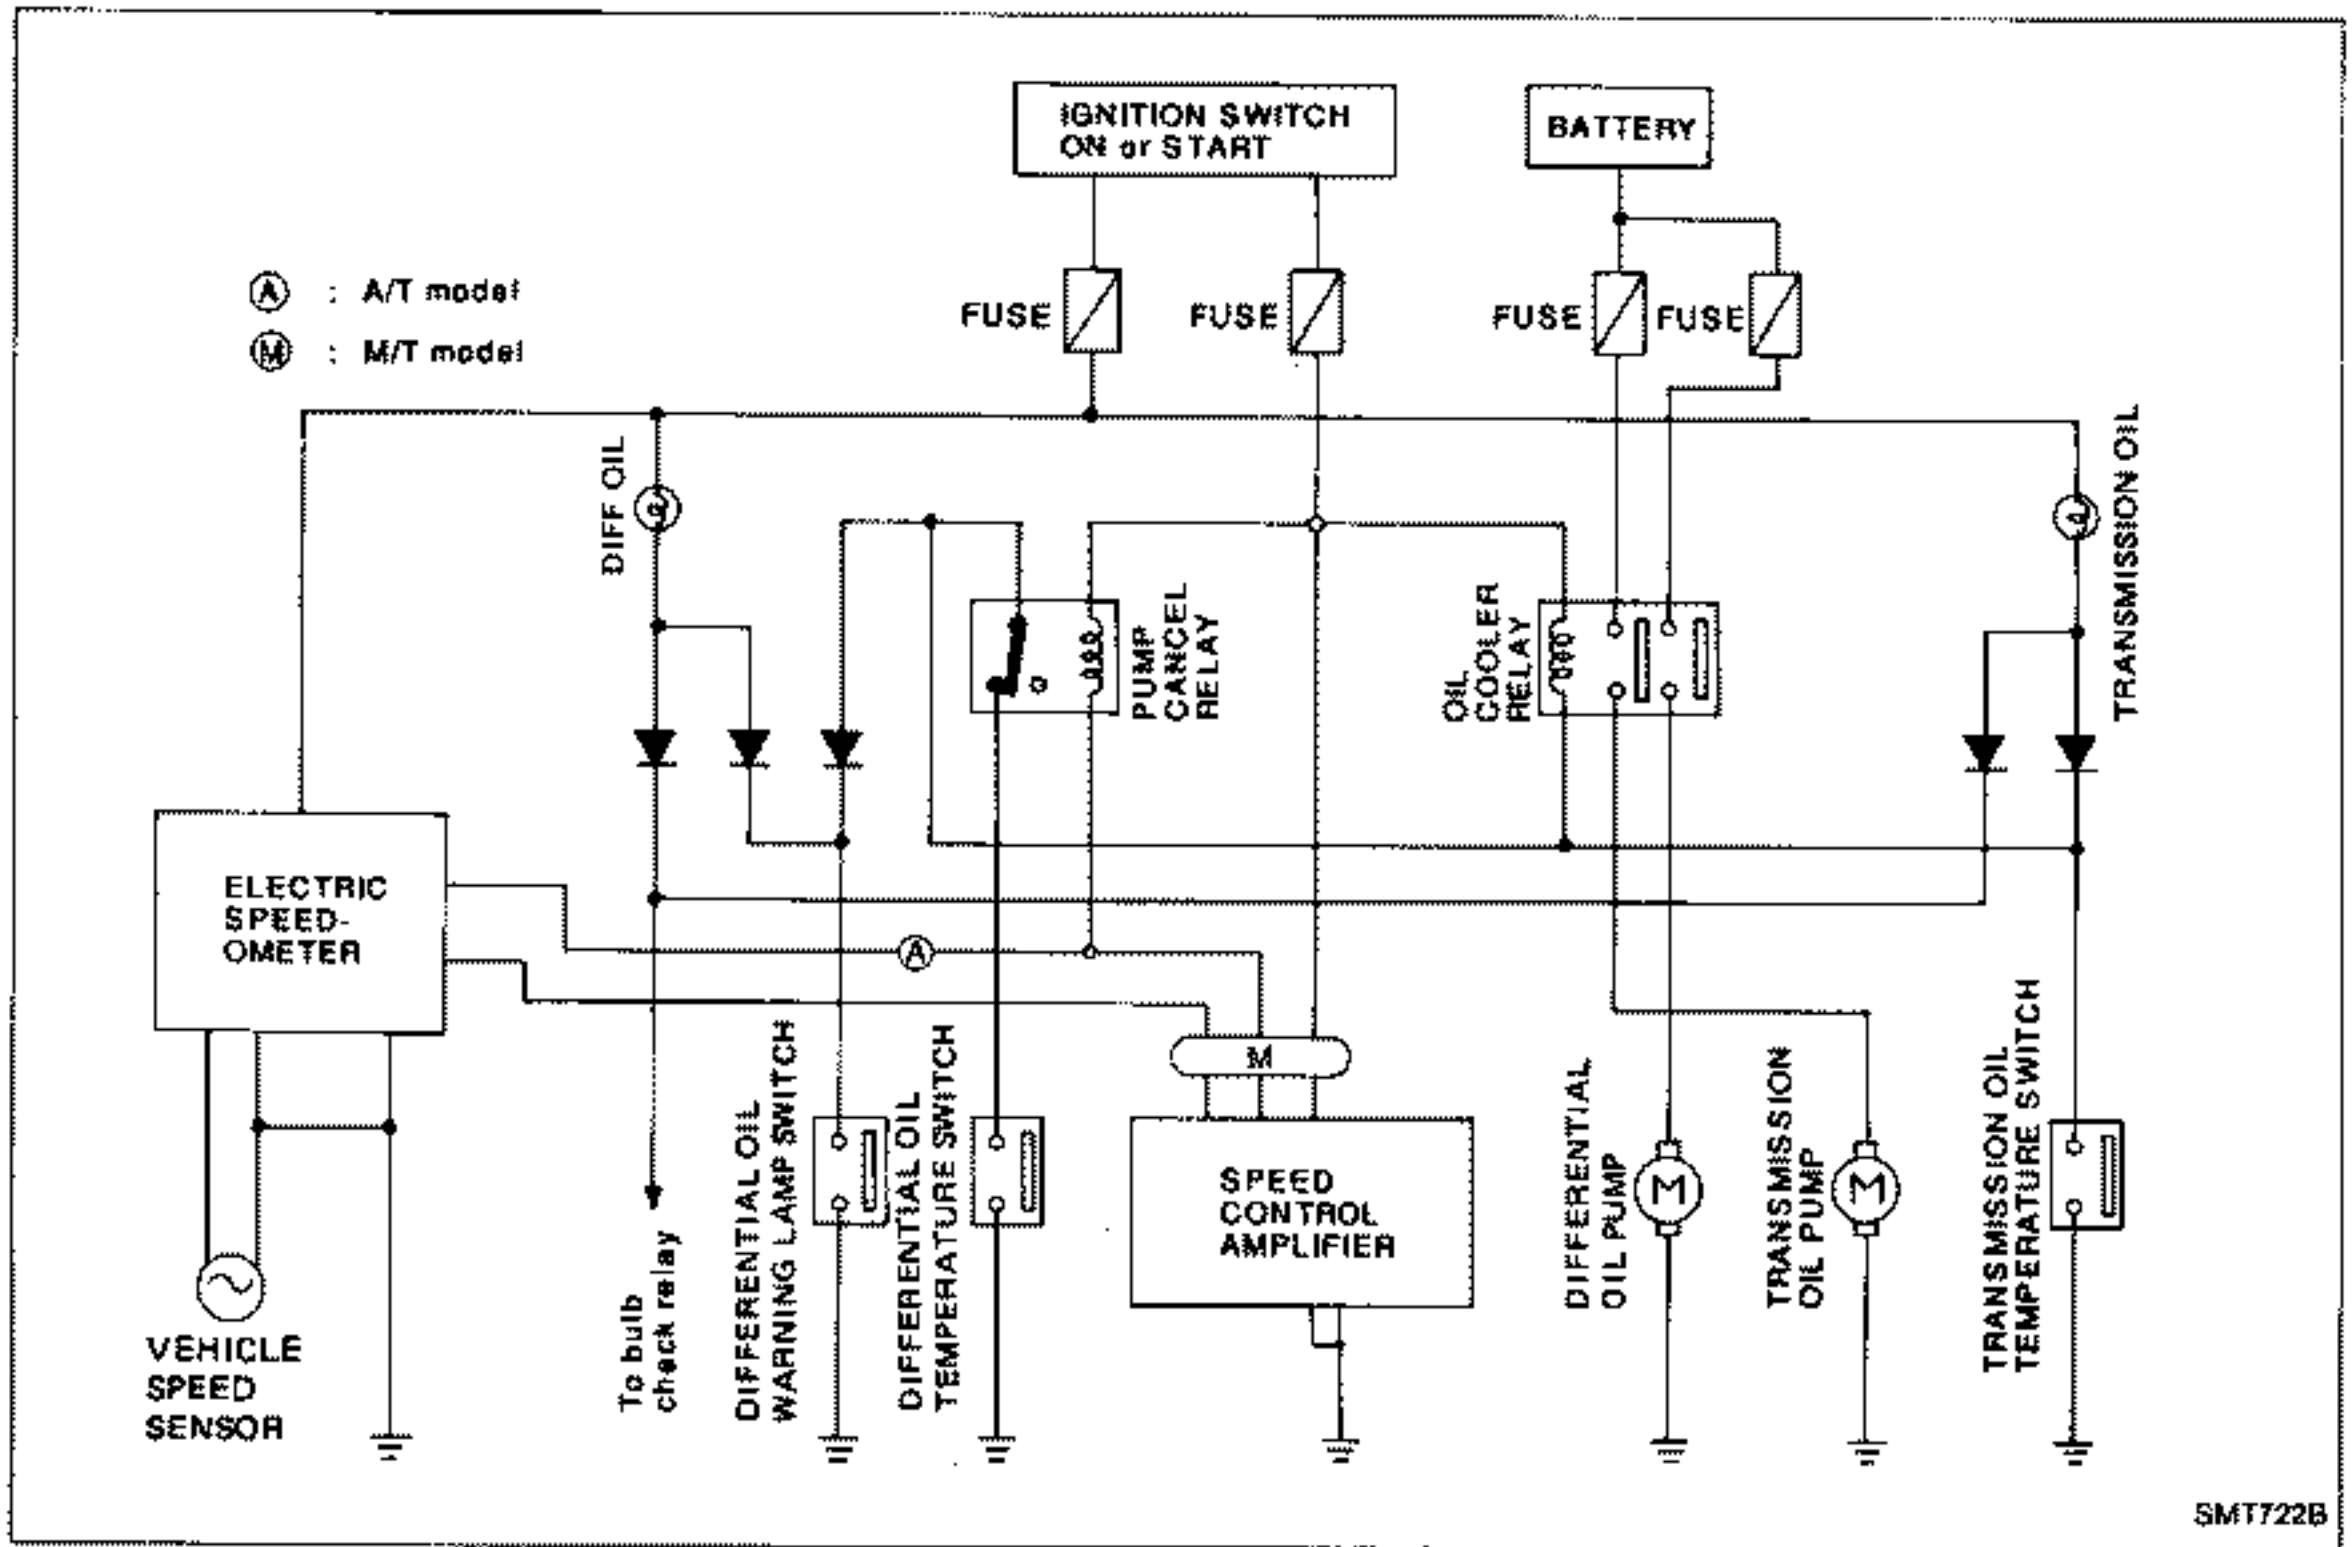 IGNITION SWITCH
ON or START
BATTERY
Ⓐ : A/T model
Ⓜ : M/T model
FUSE
FUSE
FUSE
FUSE
DIFF OIL
TRANSMISSION OIL
PUMP
CANCEL
RELAY
OIL
COOLER
RELAY
ELECTRIC
SPEED-
OMETER
A
M
VEHICLE
SPEED
SENSOR
To bulb
check relay
DIFFERENTIAL OIL
WARNING LAMP SWITCH
DIFFERENTIAL OIL
TEMPERATURE SWITCH
SPEED
CONTROL
AMPLIFIER
DIFFERENTIAL
OIL PUMP
M
TRANSMISSION
OIL PUMP
M
TRANSMISSION OIL
TEMPERATURE SWITCH
SMT722B